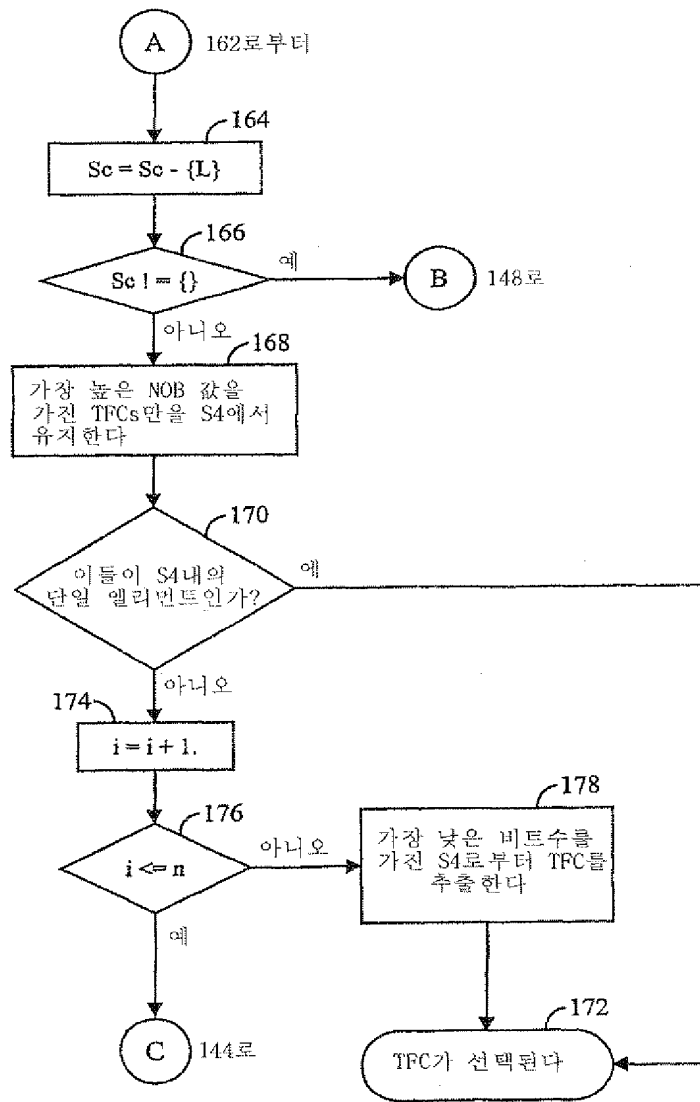 A 162로부터
164
Sc = Sc - {L}
166
Sc ! = {}
예
B 148로
아니오
168
가장 높은 NOB 값을
가진 TFCs만을 S4에서
유지한다
170
이들이 S4내의
단일 엘리먼트인가?
예
아니오
174
i = i + 1.
176
i <= n
아니오
178
가장 낮은 비트수를
가진 S4로부터 TFC를
추출한다
예
172
C 144로
TFC가 선택된다